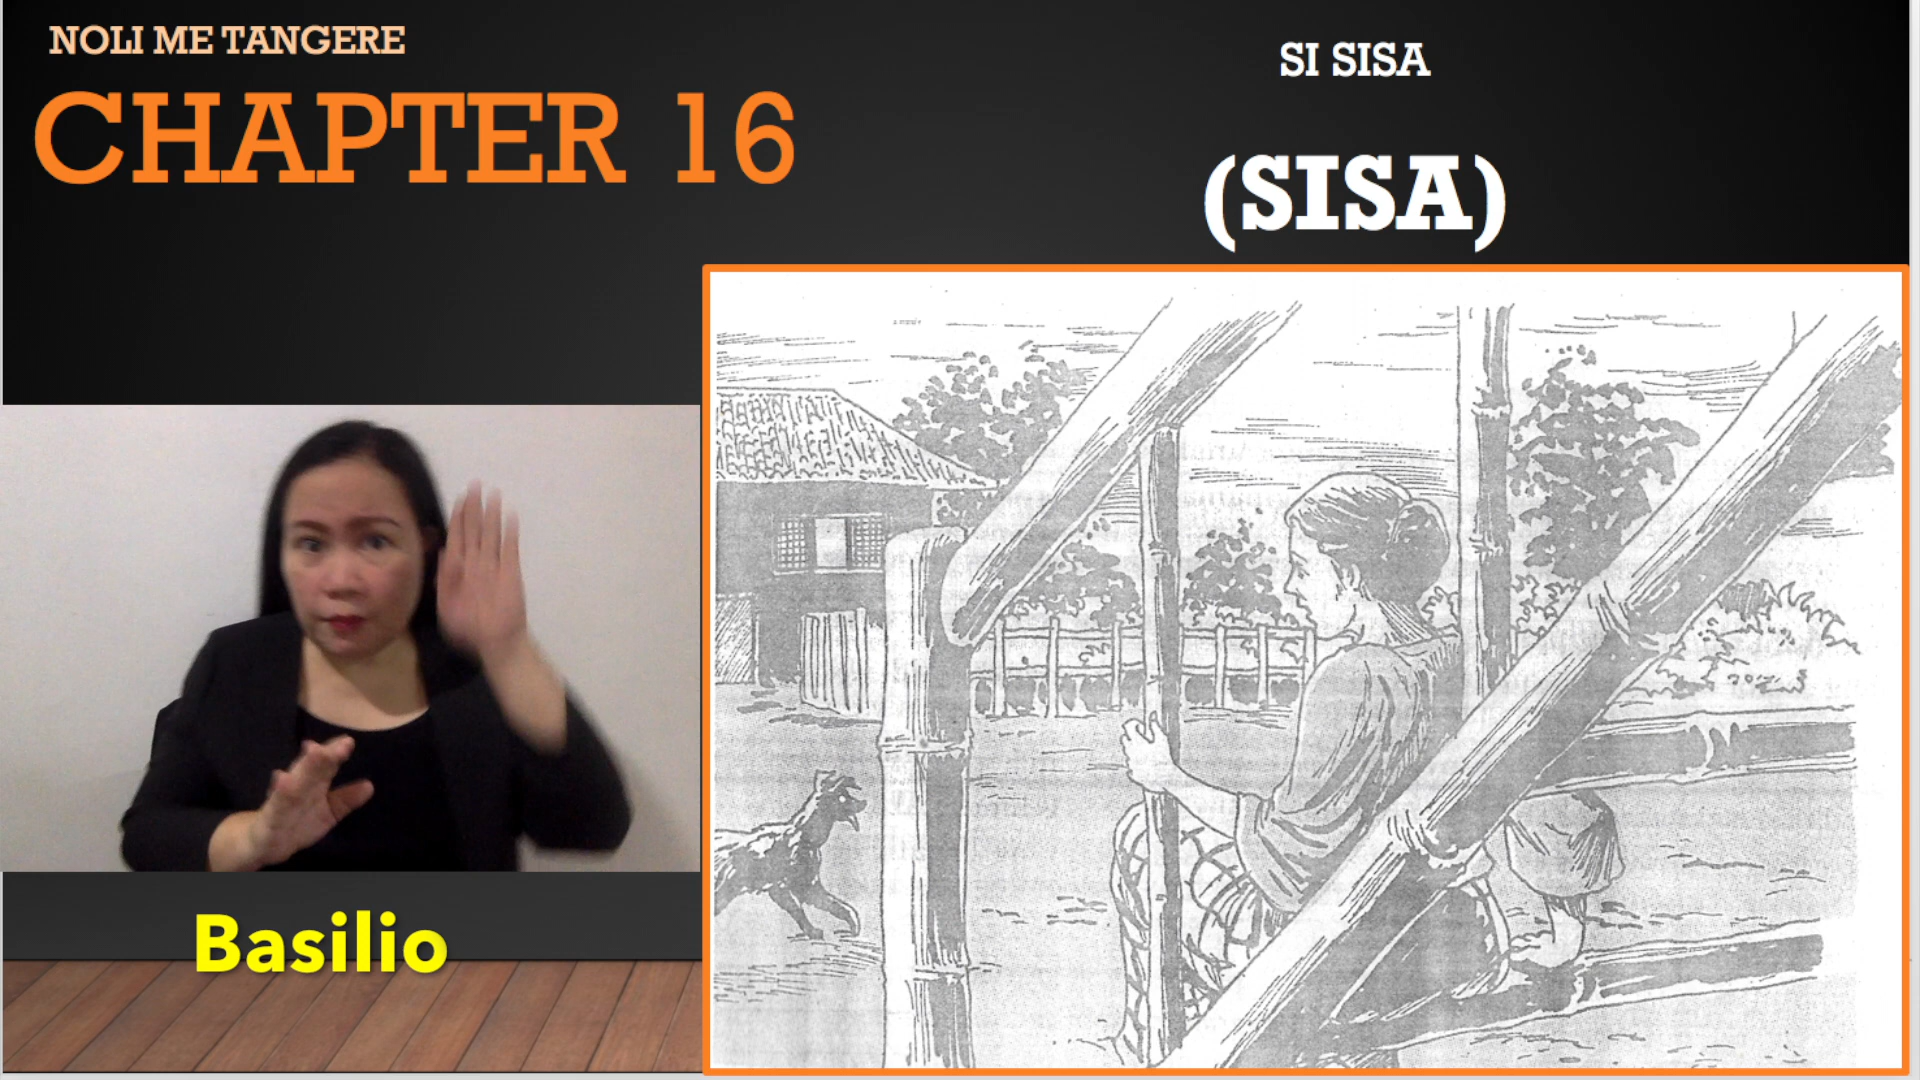 NOLI ME TANGERE
CHAPTER 16
SI SISA
(SISA)
Basilio